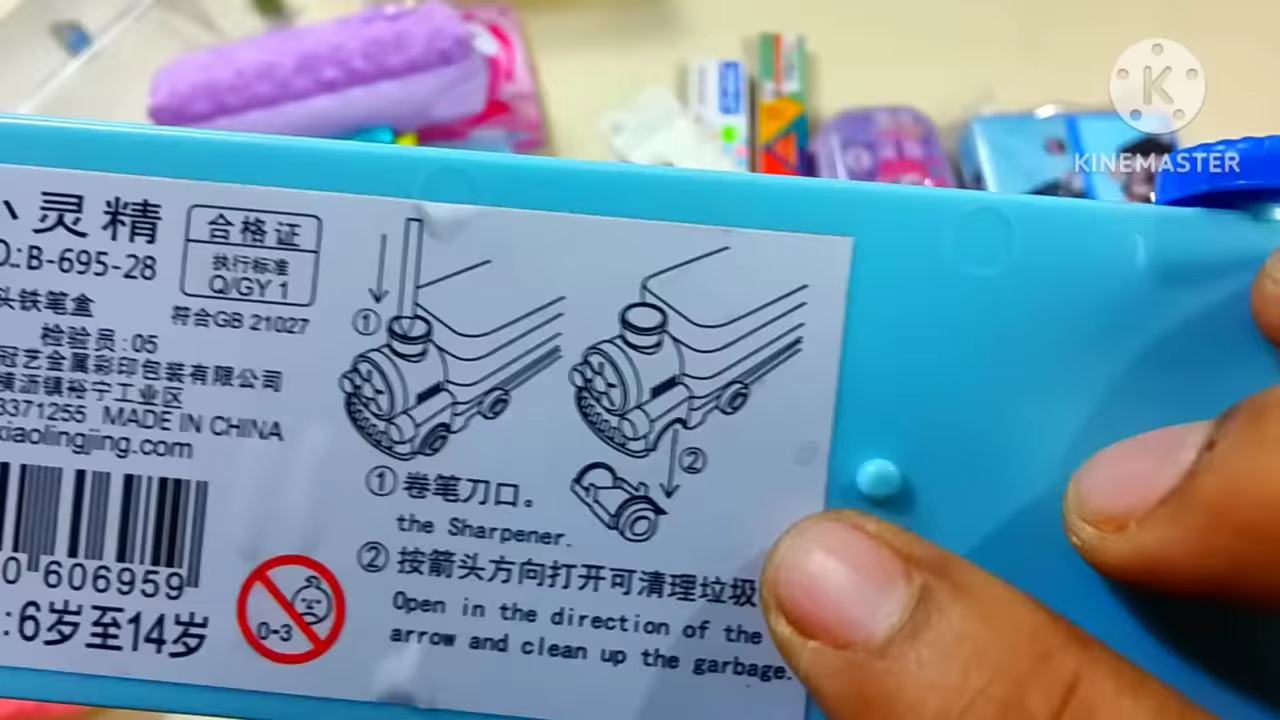 KINEMASTER
小灵精
合格证
执行标准
Q/GY 1
O.:B-695-28
符合GB 21027
头铁笔盒
检验员:05
冠艺金属彩印包装有限公司
横沥镇裕宁工业区
3371255 MADE IN CHINA
xiaolingjing.com
0 606959
:6岁至14岁
0-3
①
②
① 卷笔刀口。
the Sharpener.
② 按箭头方向打开可清理垃圾
Open in the direction of the
arrow and clean up the garbage.